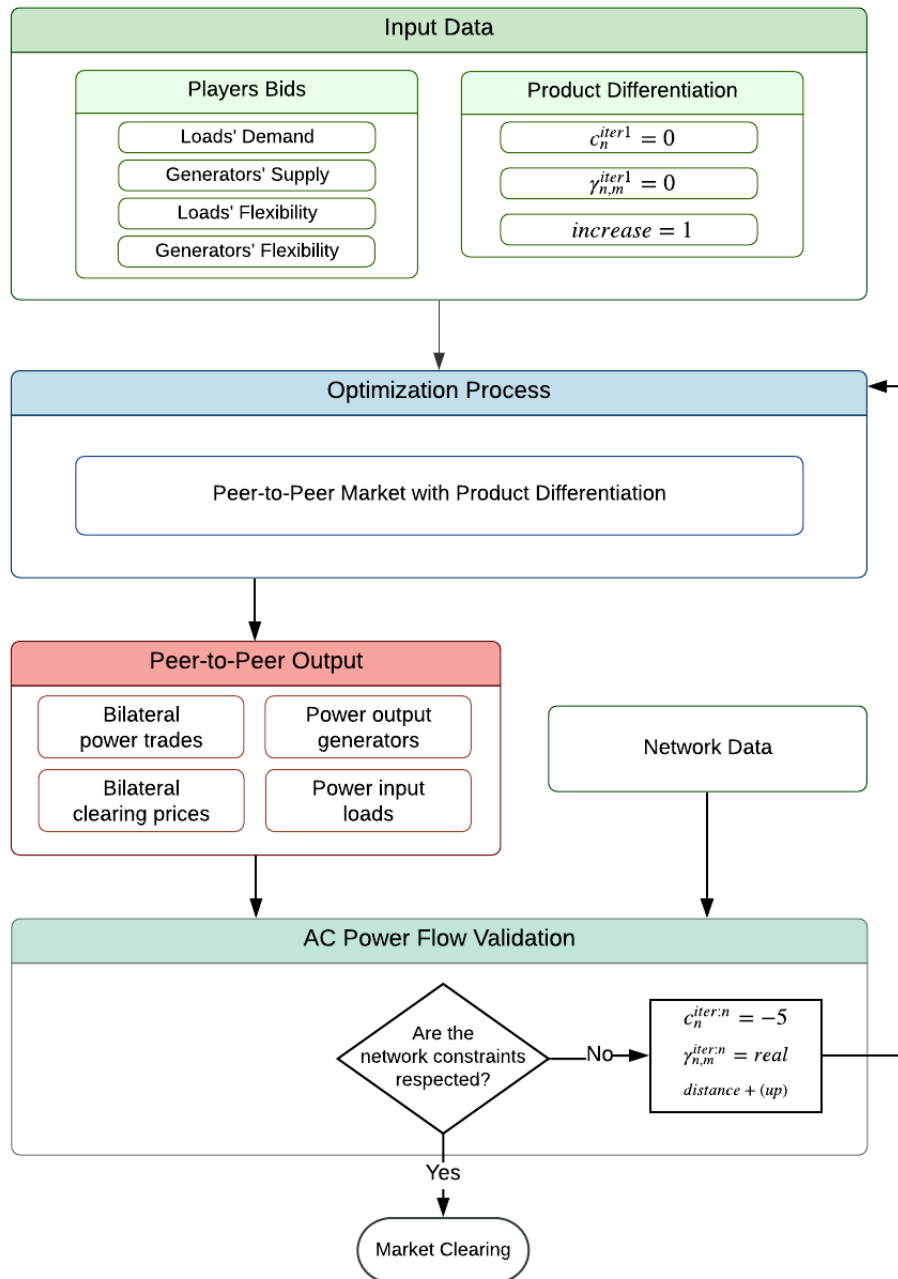 Input Data
Players Bids
Loads' Demand
Generators' Supply
Loads' Flexibility
Generators' Flexibility
Product Differentiation
$c_n^{iter1} = 0$
$\gamma_{n,m}^{iter1} = 0$
$increase = 1$
Optimization Process
Peer-to-Peer Market with Product Differentiation
Peer-to-Peer Output
Bilateral
power trades
Power output
generators
Bilateral
clearing prices
Power input
loads
Network Data
AC Power Flow Validation
Are the
network constraints
respected?
No
$c_n^{iter:n} = -5$
$\gamma_{n,m}^{iter:n} = real$
$distance + (up)$
Yes
Market Clearing